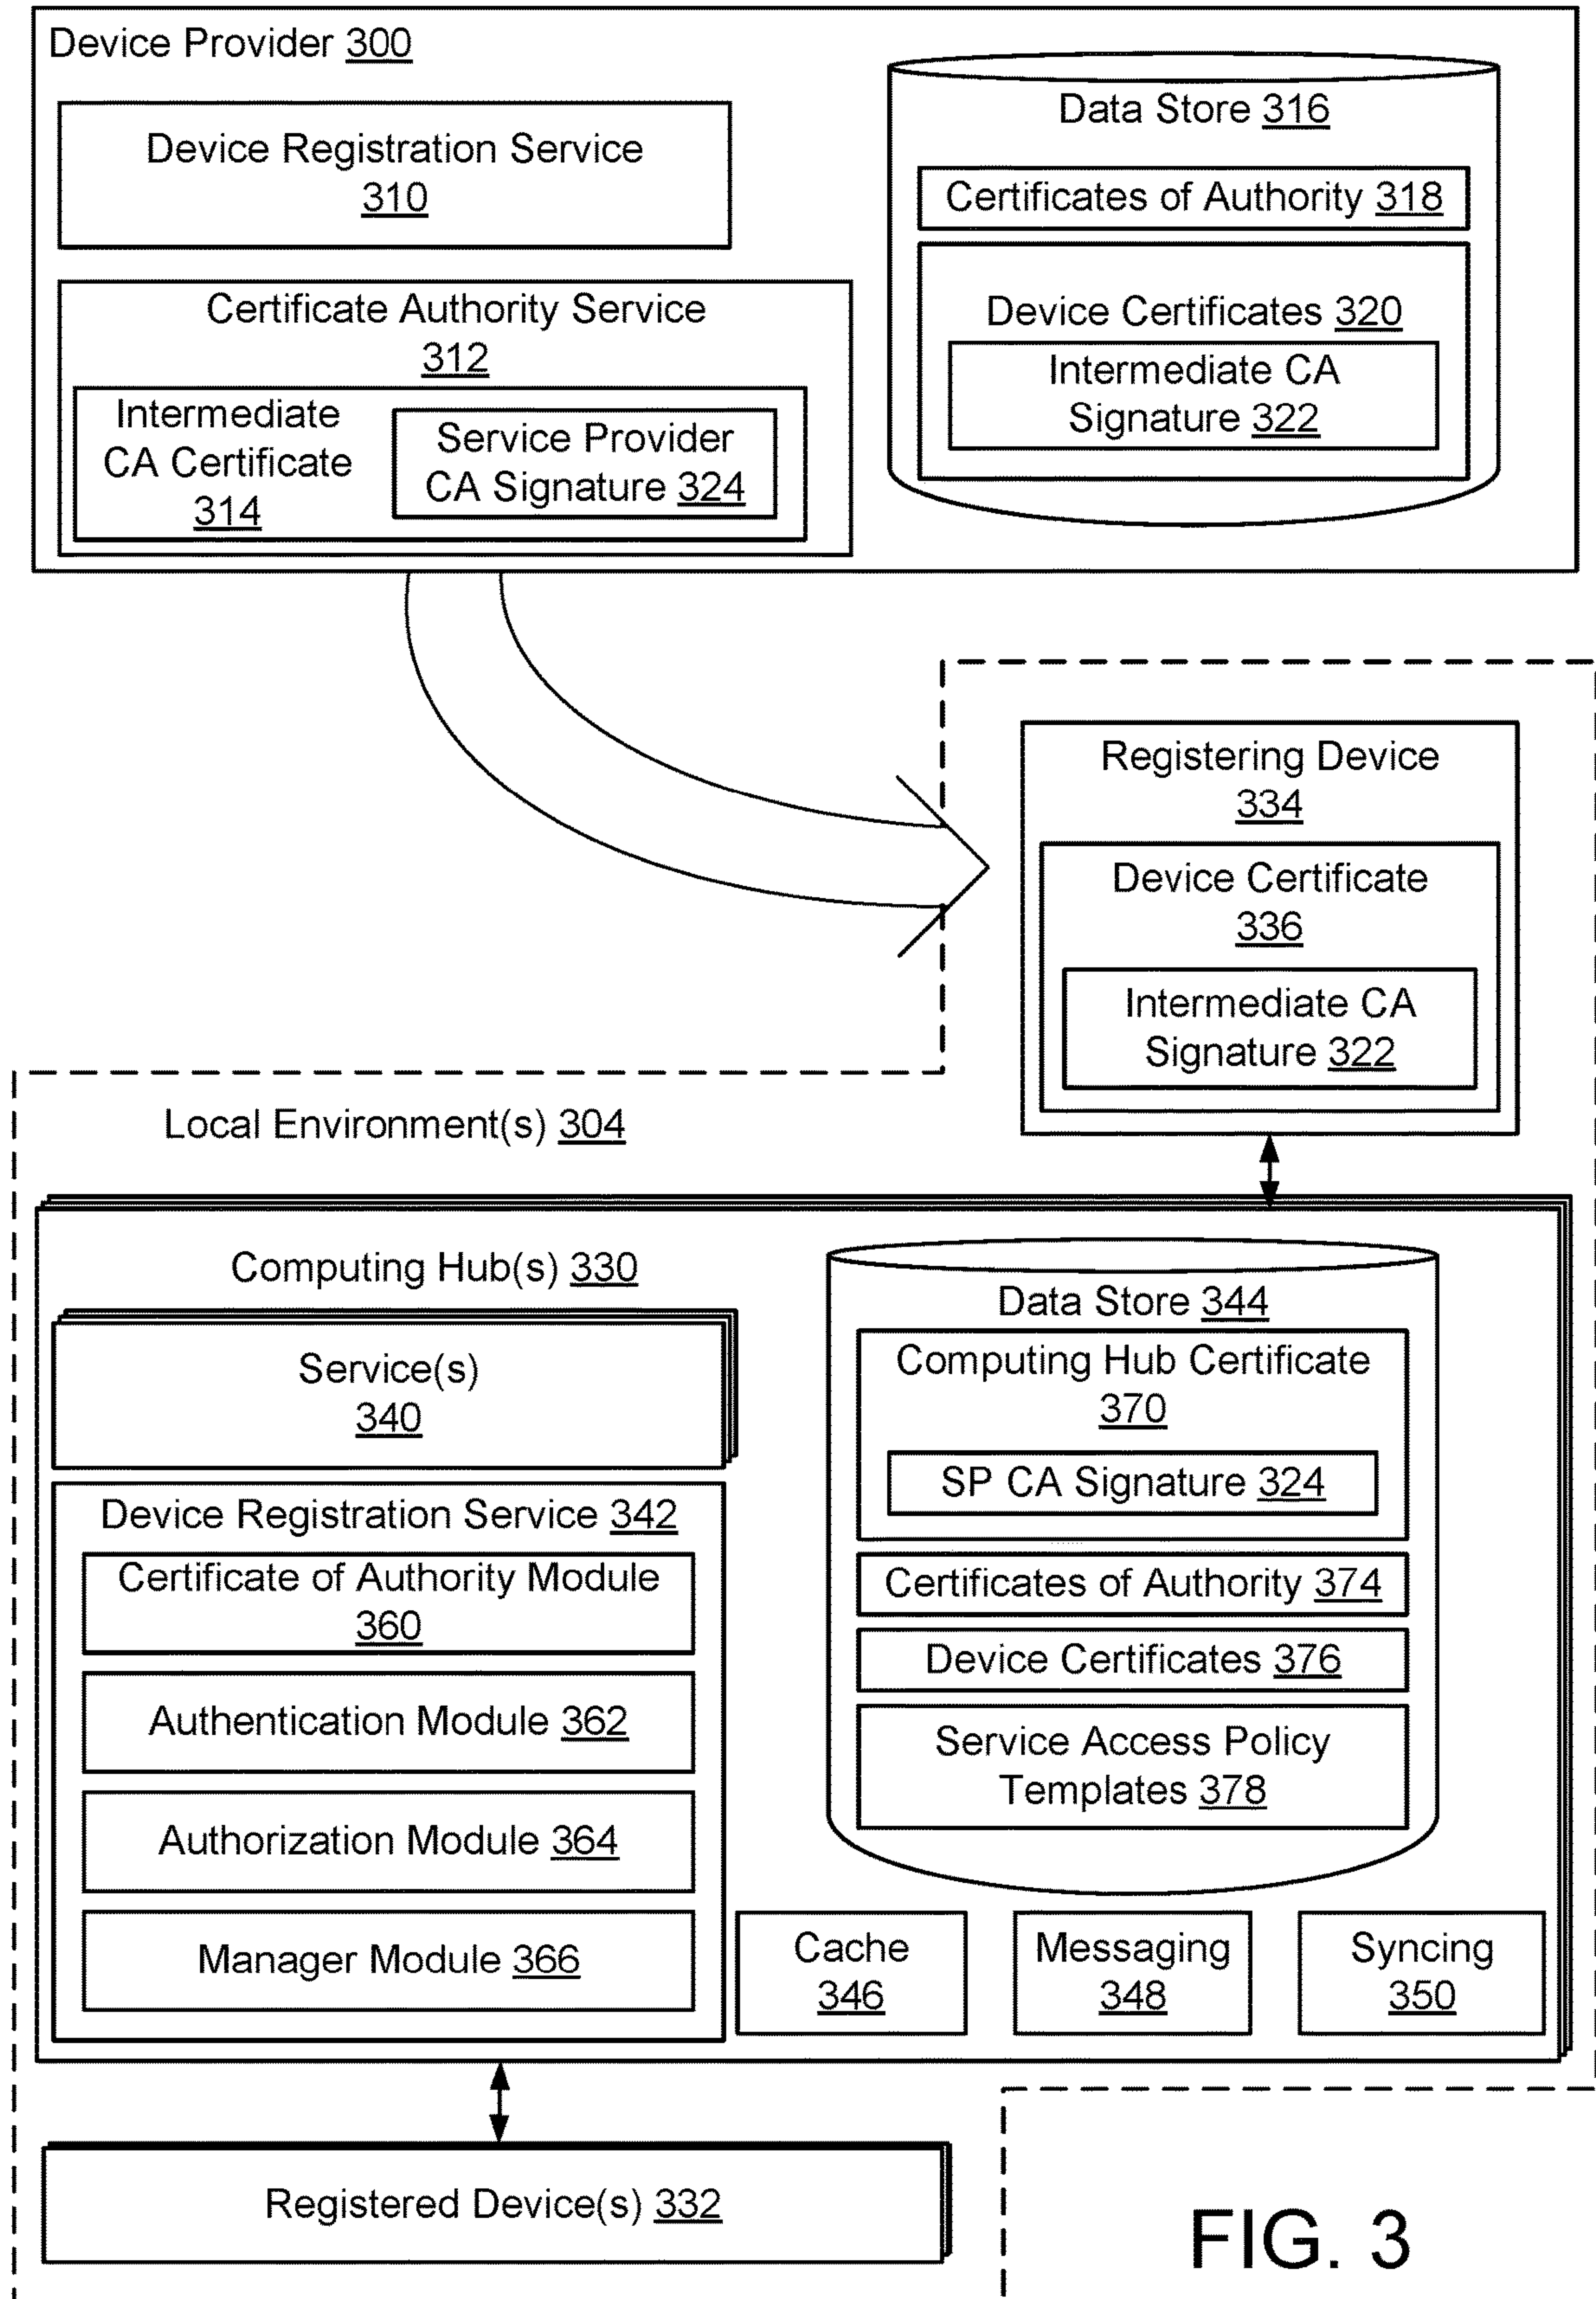 Device Provider 300
Device Registration Service
310
Certificate Authority Service
312
Intermediate
CA Certificate
314
Service Provider
CA Signature 324
Data Store 316
Certificates of Authority 318
Device Certificates 320
Intermediate CA
Signature 322
Registering Device
334
Device Certificate
336
Intermediate CA
Signature 322
Local Environment(s) 304
Computing Hub(s) 330
Service(s)
340
Device Registration Service 342
Certificate of Authority Module
360
Authentication Module 362
Authorization Module 364
Manager Module 366
Data Store 344
Computing Hub Certificate
370
SP CA Signature 324
Certificates of Authority 374
Device Certificates 376
Service Access Policy
Templates 378
Cache
346
Messaging
348
Syncing
350
Registered Device(s) 332
FIG. 3